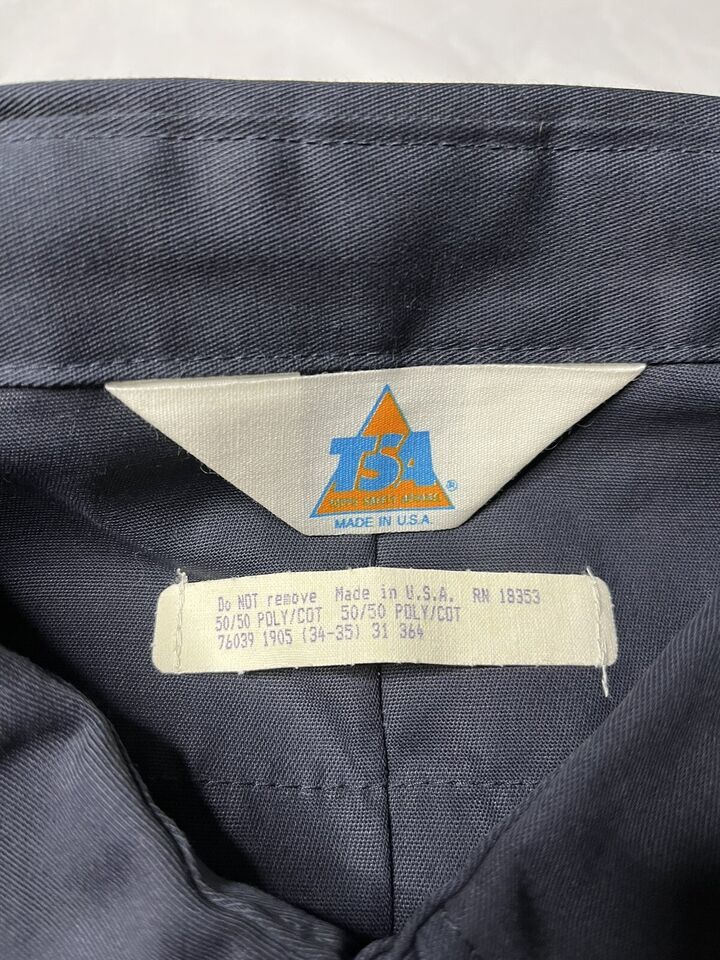 TSA
®
MADE IN U.S.A.
Do NOT remove Made in U.S.A. RN 18353
50/50 POLY/COT 50/50 POLY/COT
76039 1905 (34-35) 31 364